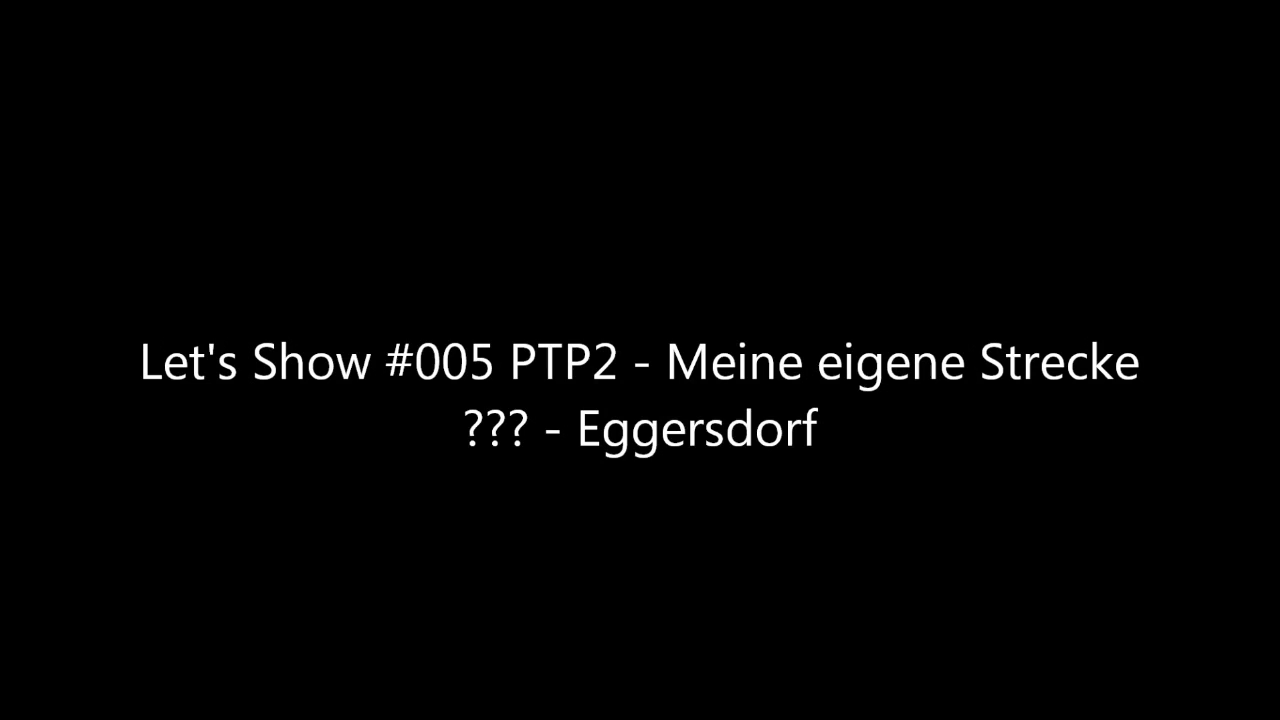 Let's Show #005 PTP2 - Meine eigene Strecke
??? - Eggersdorf